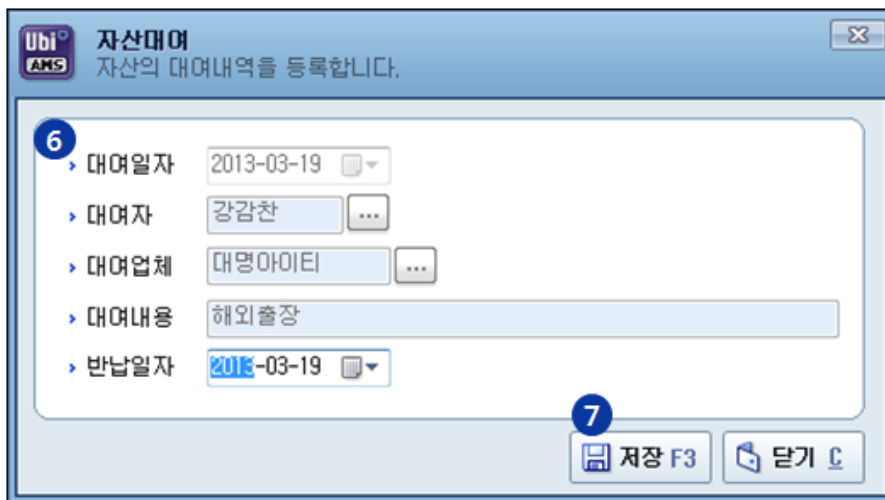 Ubi
AMS
자산대여
자산의 대여내역을 등록합니다.
6
대여일자 2013-03-19
대여자 강감찬 ...
대여업체 대명아이티 ...
대여내용 해외출장
반납일자 2013-03-19
7
저장 F3 닫기 C